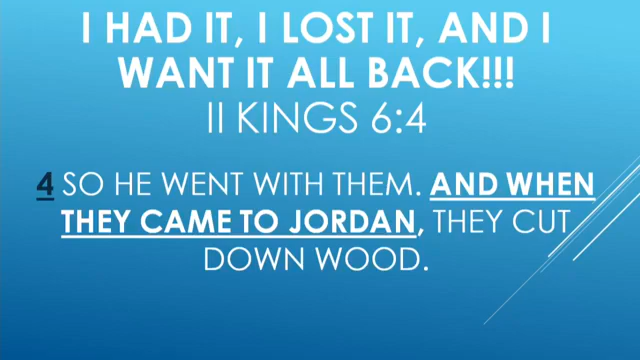 I HAD IT, I LOST IT, AND I
WANT IT ALL BACK!!!
II KINGS 6:4
4 SO HE WENT WITH THEM. AND WHEN
THEY CAME TO JORDAN, THEY CUT
DOWN WOOD.